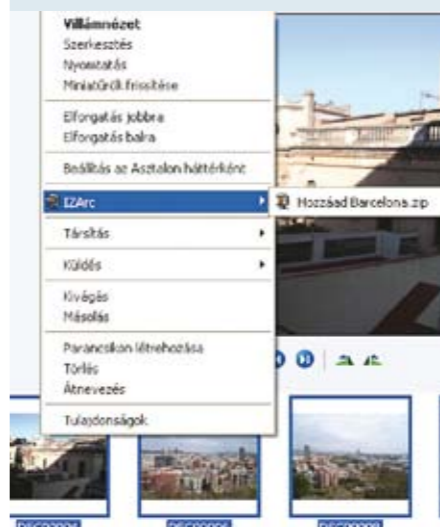 Villámnézet
Szerkesztés
Nyomtatás
Miniatűrök frissítése
Elforgatás jobbra
Elforgatás balra
Beállítás az Asztalon háttérként
IZArc
Hozzáad Barcelona.zip
Társítás
Küldés
Kivágás
Másolás
Parancsikon létrehozása
Törlés
Átnevezés
Tulajdonságok